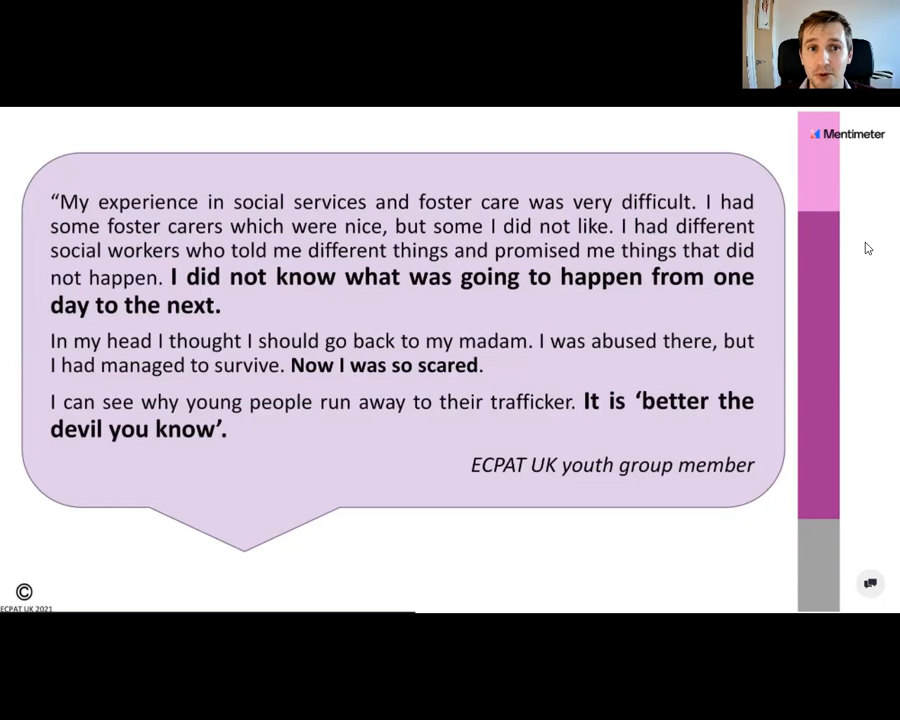 Mentimeter
“My experience in social services and foster care was very difficult. I had
some foster carers which were nice, but some I did not like. I had different
social workers who told me different things and promised me things that did
not happen. I did not know what was going to happen from one
day to the next.
In my head I thought I should go back to my madam. I was abused there, but
I had managed to survive. Now I was so scared.
I can see why young people run away to their trafficker. It is ‘better the
devil you know’.
ECPAT UK youth group member
©
ECPAT UK 2021